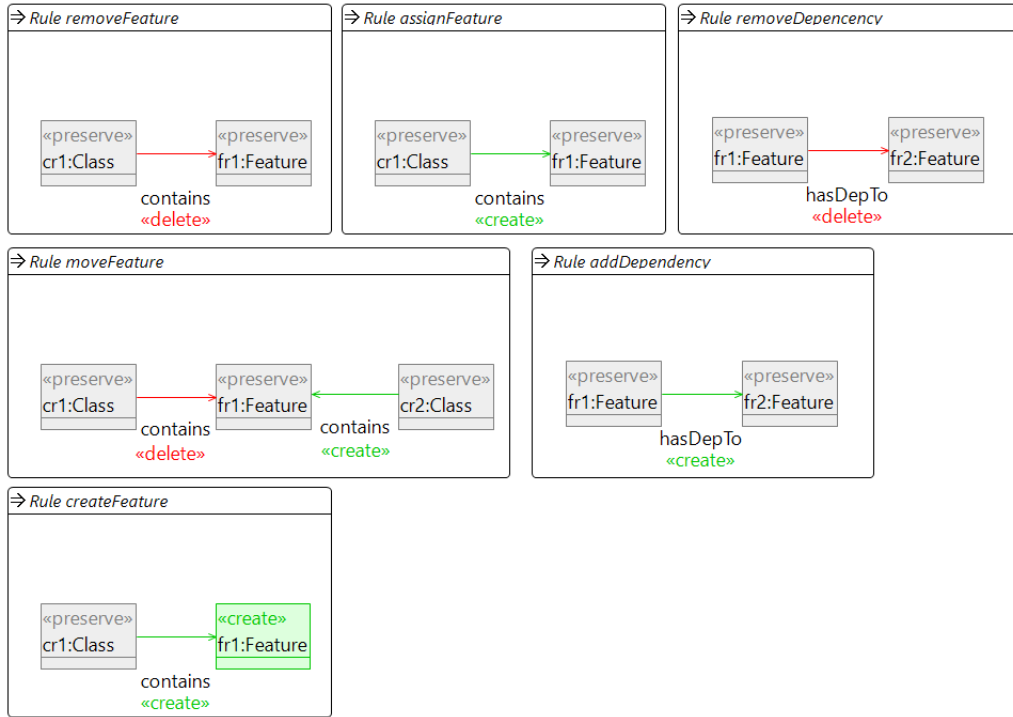 Rule removeFeature
«preserve»
cr1:Class
«preserve»
fr1:Feature
contains
«delete»
Rule assignFeature
«preserve»
cr1:Class
«preserve»
fr1:Feature
contains
«create»
Rule removeDepencency
«preserve»
fr1:Feature
«preserve»
fr2:Feature
hasDepTo
«delete»
Rule moveFeature
«preserve»
cr1:Class
«preserve»
fr1:Feature
«preserve»
cr2:Class
contains
«delete»
contains
«create»
Rule addDependency
«preserve»
fr1:Feature
«preserve»
fr2:Feature
hasDepTo
«create»
Rule createFeature
«preserve»
cr1:Class
«create»
fr1:Feature
contains
«create»